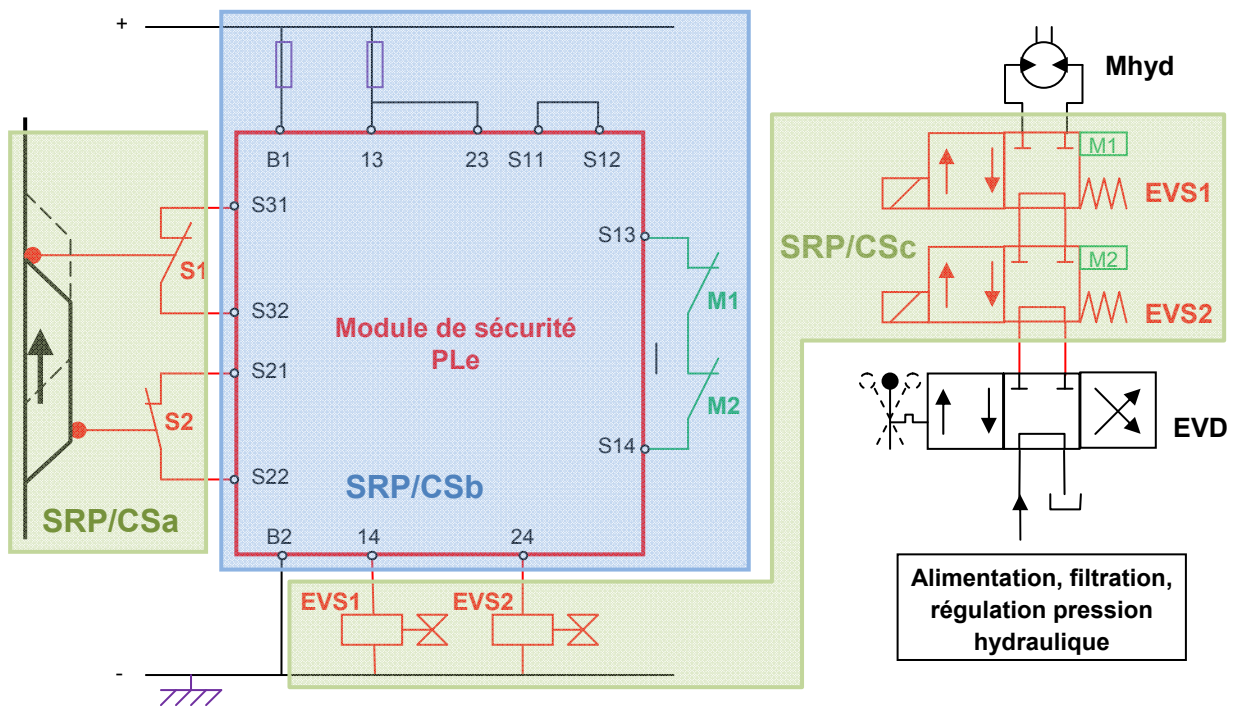 +
Mhyd
B1
13
23
S11
S12
M1
EVS1
S31
S1
S13
SRP/CSc
M2
EVS2
M1
S32
Module de sécurité
PLe
S21
S2
M2
EVD
S14
S22
SRP/CSb
SRP/CSa
B2
14
24
Alimentation, filtration,
régulation pression
hydraulique
EVS1
EVS2
-